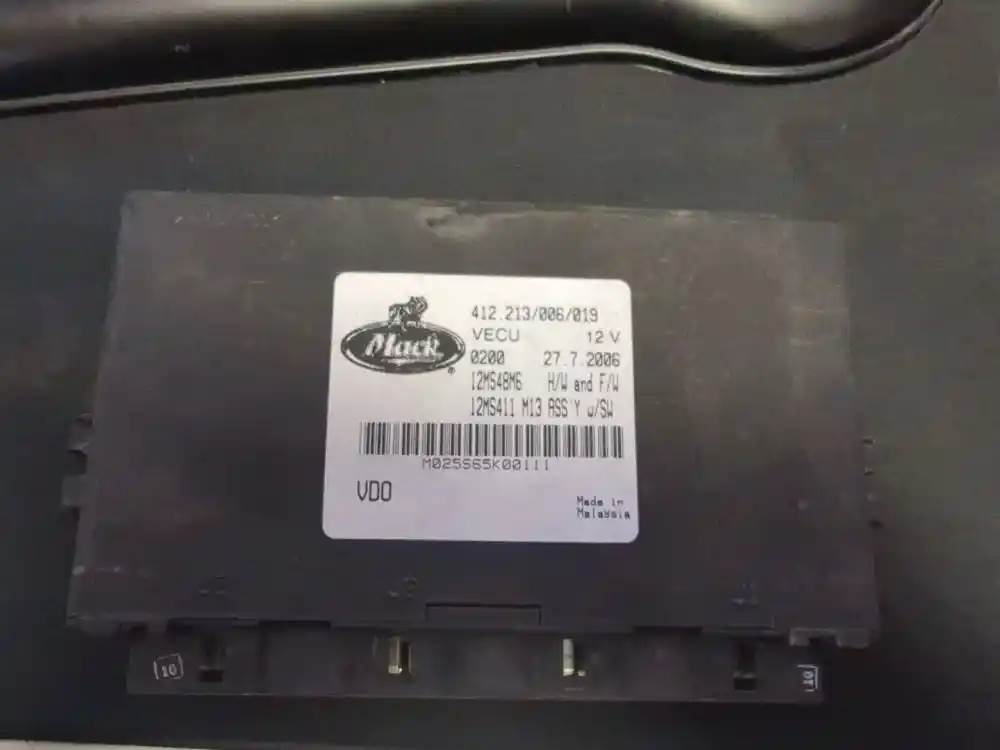 Mack
®
412.213/006/019
VECU 12 V
0200 27.7.2006
12MS48M6 H/W and F/W
12MS411 M13 ASS'Y w/SW
M025S65K00111
VDO
Made in
Malaysia
10
10